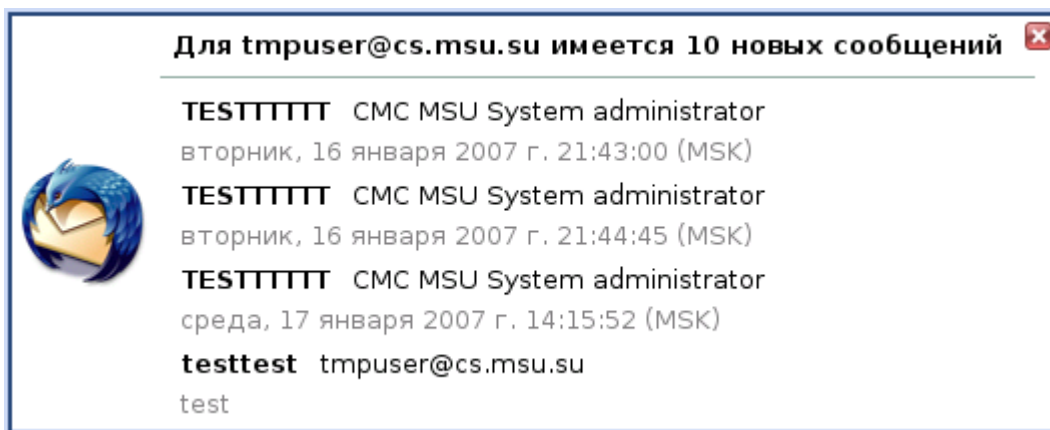 Для tmpuser@cs.msu.su имеется 10 новых сообщений
TESTTTTTT CMC MSU System administrator
вторник, 16 января 2007 г. 21:43:00 (MSK)
TESTTTTTT CMC MSU System administrator
вторник, 16 января 2007 г. 21:44:45 (MSK)
TESTTTTTT CMC MSU System administrator
среда, 17 января 2007 г. 14:15:52 (MSK)
testtest tmpuser@cs.msu.su
test